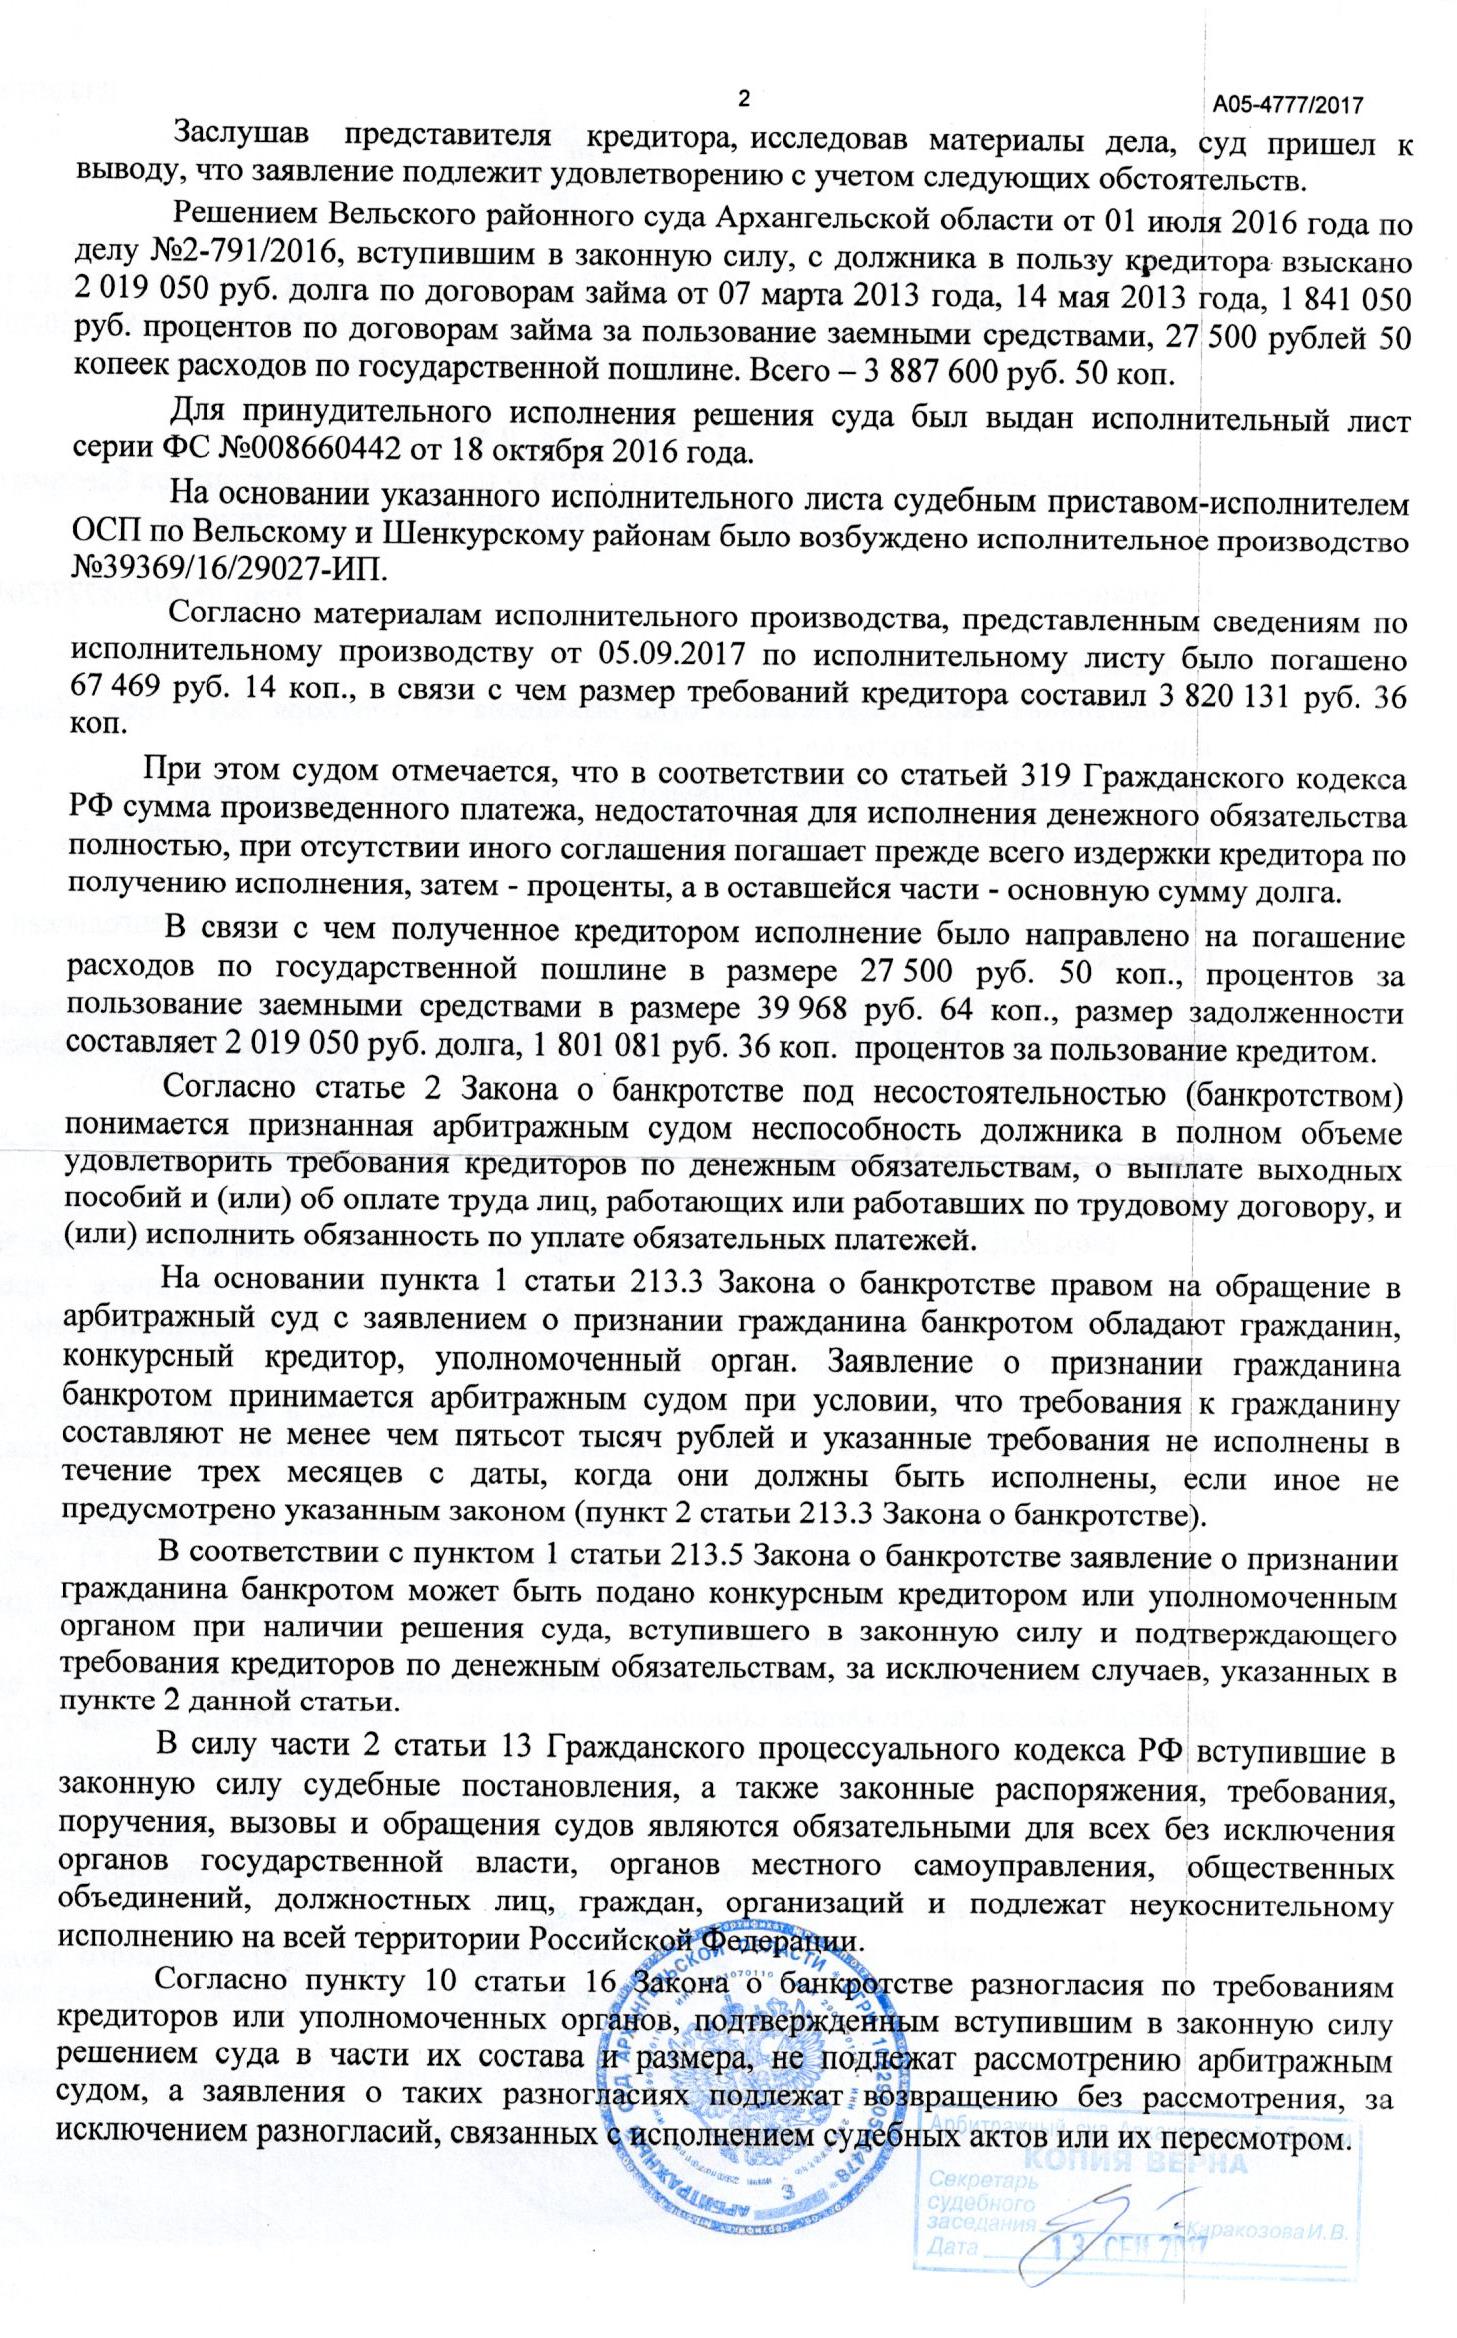 2
А05-4777/2017
Заслушав представителя кредитора, исследовав материалы дела, суд пришел к
выводу, что заявление подлежит удовлетворению с учетом следующих обстоятельств.
Решением Вельского районного суда Архангельской области от 01 июля 2016 года по
делу №2-791/2016, вступившим в законную силу, с должника в пользу кредитора взыскано
2 019 050 руб. долга по договорам займа от 07 марта 2013 года, 14 мая 2013 года, 1 841 050
руб. процентов по договорам займа за пользование заемными средствами, 27 500 рублей 50
копеек расходов по государственной пошлине. Всего – 3 887 600 руб. 50 коп.
Для принудительного исполнения решения суда был выдан исполнительный лист
серии ФС №008660442 от 18 октября 2016 года.
На основании указанного исполнительного листа судебным приставом-исполнителем
ОСП по Вельскому и Шенкурскому районам было возбуждено исполнительное производство
№39369/16/29027-ИП.
Согласно материалам исполнительного производства, представленным сведениям по
исполнительному производству от 05.09.2017 по исполнительному листу было погашено
67 469 руб. 14 коп., в связи с чем размер требований кредитора составил 3 820 131 руб. 36
коп.
При этом судом отмечается, что в соответствии со статьей 319 Гражданского кодекса
РФ сумма произведенного платежа, недостаточная для исполнения денежного обязательства
полностью, при отсутствии иного соглашения погашает прежде всего издержки кредитора по
получению исполнения, затем - проценты, а в оставшейся части - основную сумму долга.
В связи с чем полученное кредитором исполнение было направлено на погашение
расходов по государственной пошлине в размере 27 500 руб. 50 коп., процентов за
пользование заемными средствами в размере 39 968 руб. 64 коп., размер задолженности
составляет 2 019 050 руб. долга, 1 801 081 руб. 36 коп. процентов за пользование кредитом.
Согласно статье 2 Закона о банкротстве под несостоятельностью (банкротством)
понимается признанная арбитражным судом неспособность должника в полном объеме
удовлетворить требования кредиторов по денежным обязательствам, о выплате выходных
пособий и (или) об оплате труда лиц, работающих или работавших по трудовому договору, и
(или) исполнить обязанность по уплате обязательных платежей.
На основании пункта 1 статьи 213.3 Закона о банкротстве правом на обращение в
арбитражный суд с заявлением о признании гражданина банкротом обладают гражданин,
конкурсный кредитор, уполномоченный орган. Заявление о признании гражданина
банкротом принимается арбитражным судом при условии, что требования к гражданину
составляют не менее чем пятьсот тысяч рублей и указанные требования не исполнены в
течение трех месяцев с даты, когда они должны быть исполнены, если иное не
предусмотрено указанным законом (пункт 2 статьи 213.3 Закона о банкротстве).
В соответствии с пунктом 1 статьи 213.5 Закона о банкротстве заявление о признании
гражданина банкротом может быть подано конкурсным кредитором или уполномоченным
органом при наличии решения суда, вступившего в законную силу и подтверждающего
требования кредиторов по денежным обязательствам, за исключением случаев, указанных в
пункте 2 данной статьи.
В силу части 2 статьи 13 Гражданского процессуального кодекса РФ вступившие в
законную силу судебные постановления, а также законные распоряжения, требования,
поручения, вызовы и обращения судов являются обязательными для всех без исключения
органов государственной власти, органов местного самоуправления, общественных
объединений, должностных лиц, граждан, организаций и подлежат неукоснительному
исполнению на всей территории Российской Федерации.
Согласно пункту 10 статьи 16 Закона о банкротстве разногласия по требованиям
кредиторов или уполномоченных органов, подтвержденным вступившим в законную силу
решением суда в части их состава и размера, не подлежат рассмотрению арбитражным
судом, а заявления о таких разногласиях подлежат возвращению без рассмотрения, за
исключением разногласий, связанных с исполнением судебных актов или их пересмотром.
АРБИТРАЖНЫЙ СУД АРХАНГЕЛЬСКОЙ ОБЛАСТИ * ОГРН
3
Арбитражный суд Архангельской области
КОПИЯ ВЕРНА
Секретарь
судебного
заседания Каракозова И.В.
Дата 13 СЕН 2017